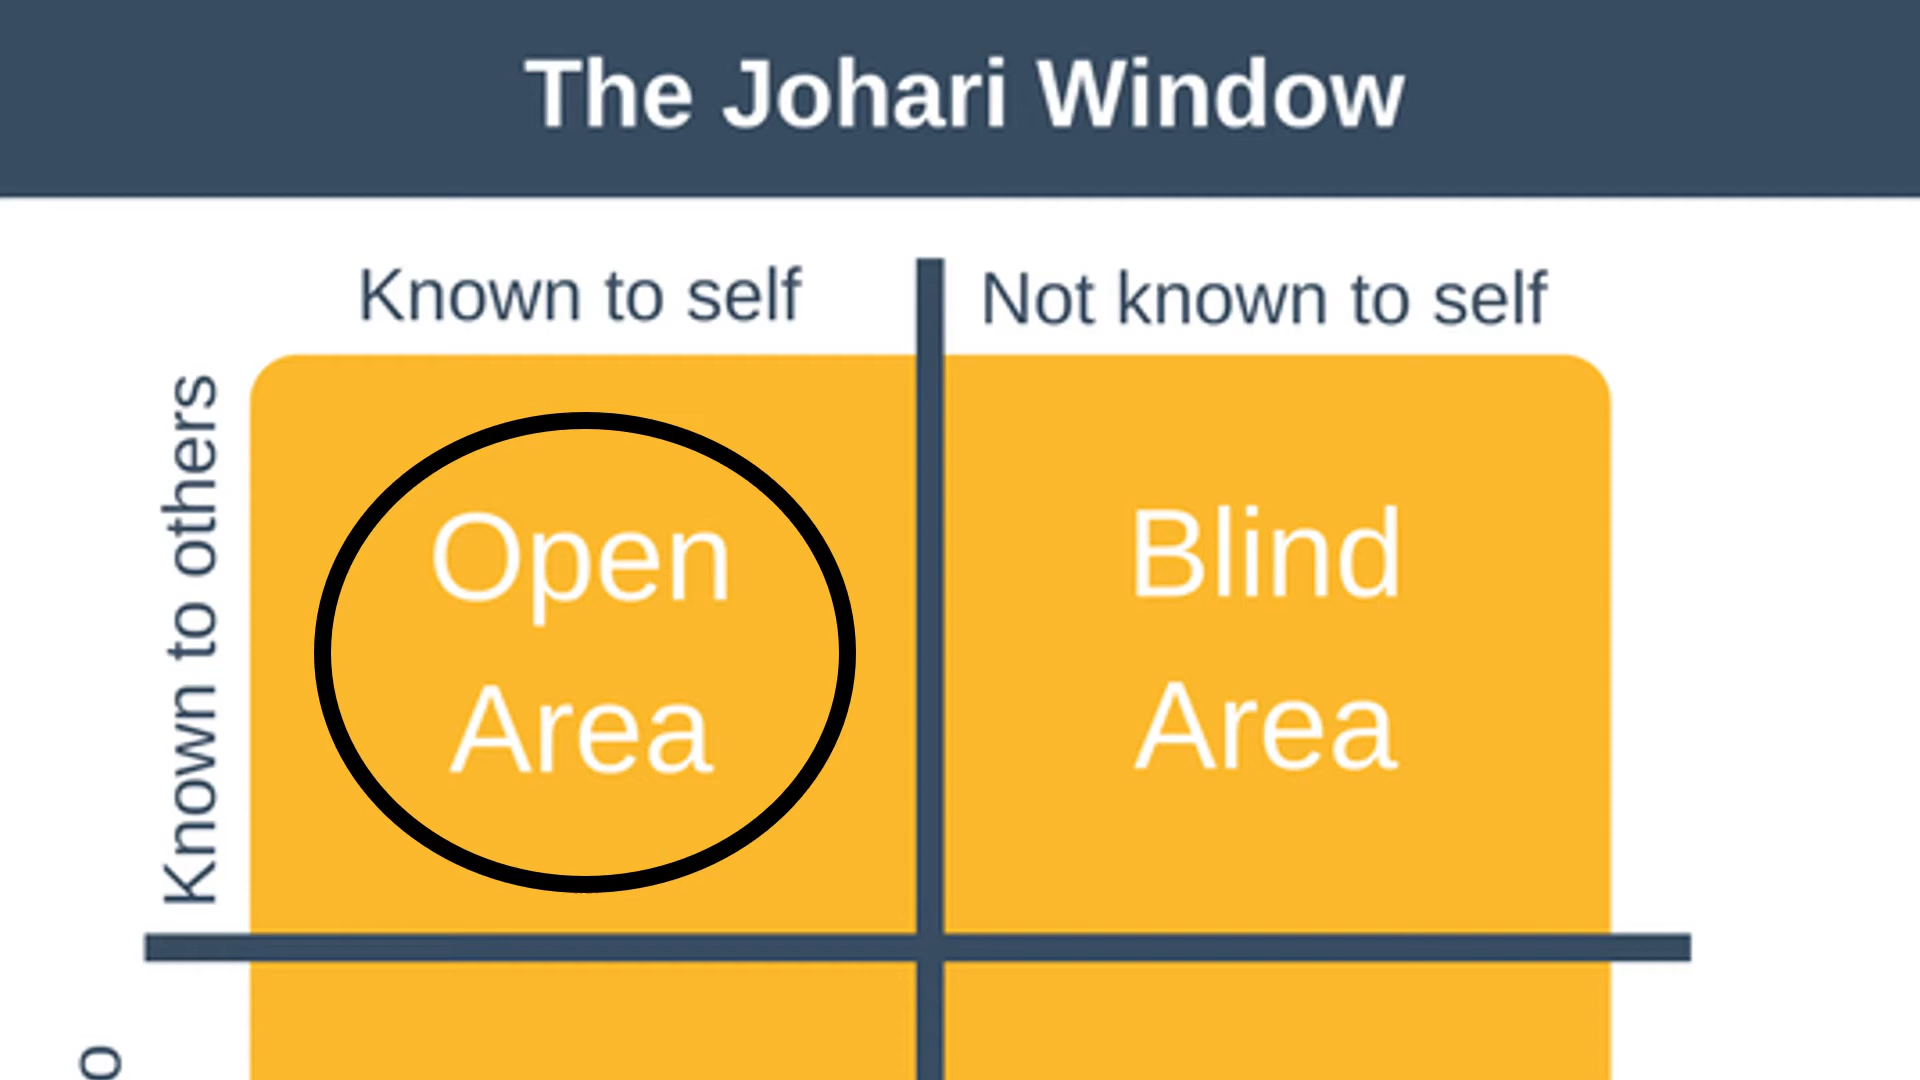 The Johari Window
Known to self
Not known to self
Known to others
Open
Area
Blind
Area